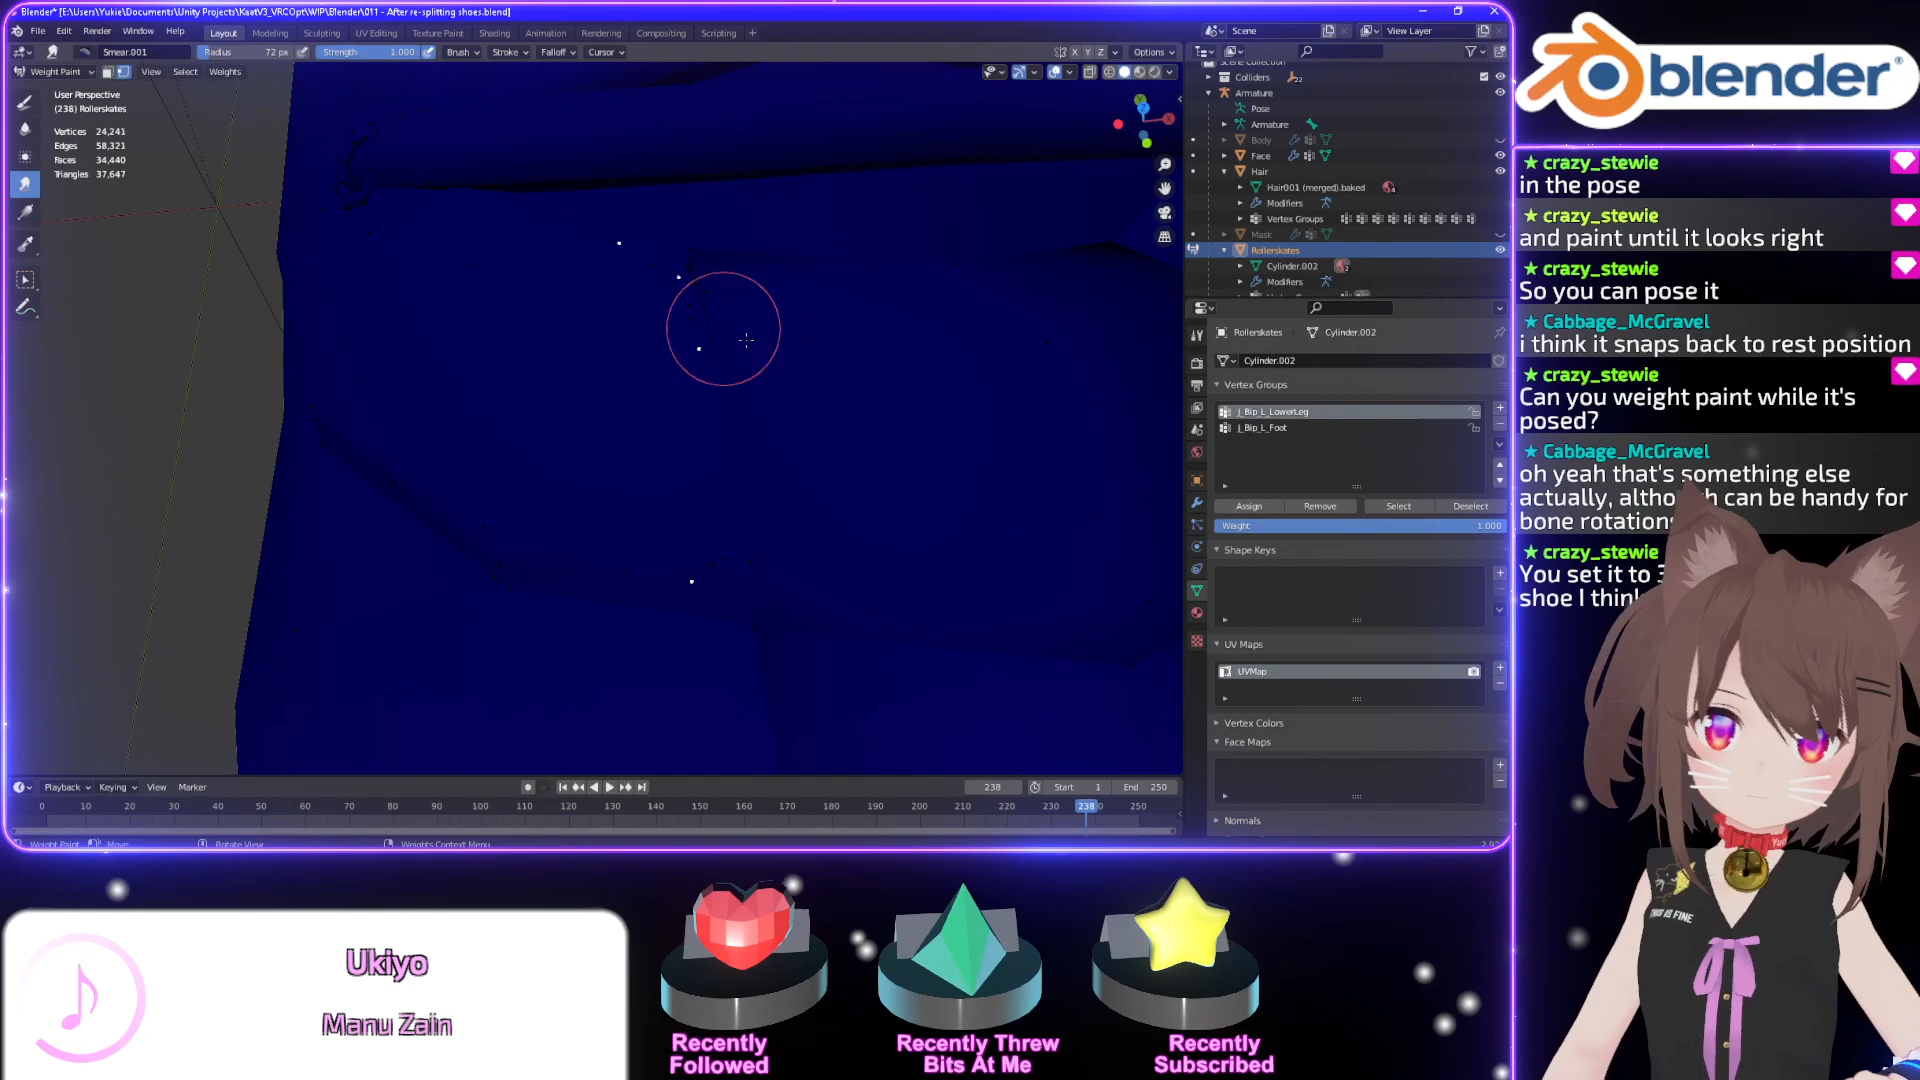 Blender* [E:\Users\Yukie\Documents\Unity Projects\KaatV3_VRCOpt\WIP\Blender\011 - After re-splitting shoes.blend]
File Edit Render Window Help Layout Modeling Sculpting UV Editing Texture Paint Shading Animation Rendering Compositing Scripting + Scene View Layer
Smear.001 Radius 72 px Strength 1.000 Brush Stroke Falloff Cursor X Y Z Options
Weight Paint View Select Weights
User Perspective
(238) Rollerskates
Vertices 24,241
Edges 58,321
Faces 34,440
Triangles 37,647
Scene Collection
Colliders 22
Armature
Pose
Armature
Body
Face
Hair
Hair001 (merged).baked 4
Modifiers
Vertex Groups
Mask
Rollerskates
Cylinder.002 2
Modifiers
Rollerskates Cylinder.002
Cylinder.002
Vertex Groups
J_Bip_L_LowerLeg
J_Bip_L_Foot
Assign Remove Select Deselect
Weight 1.000
Shape Keys
UV Maps
UVMap
Vertex Colors
Face Maps
Normals
Playback Keying View Marker 238 Start 1 End 250
0 10 20 30 40 50 60 70 80 90 100 110 120 130 140 150 160 170 180 190 200 210 220 230 238 250
Weight Paint Move Rotate View Weights Context Menu
blender®
crazy_stewie
in the pose
crazy_stewie
and paint until it looks right
crazy_stewie
So you can pose it
Cabbage_McGravel
i think it snaps back to rest position
crazy_stewie
Can you weight paint while it's
posed?
Cabbage_McGravel
oh yeah that's something else
actually, although can be handy for
bone rotations
crazy_stewie
You set it to
shoe I think
THIS IS FINE
Ukiyo
Manu Zain
Recently
Followed
Recently Threw
Bits At Me
Recently
Subscribed